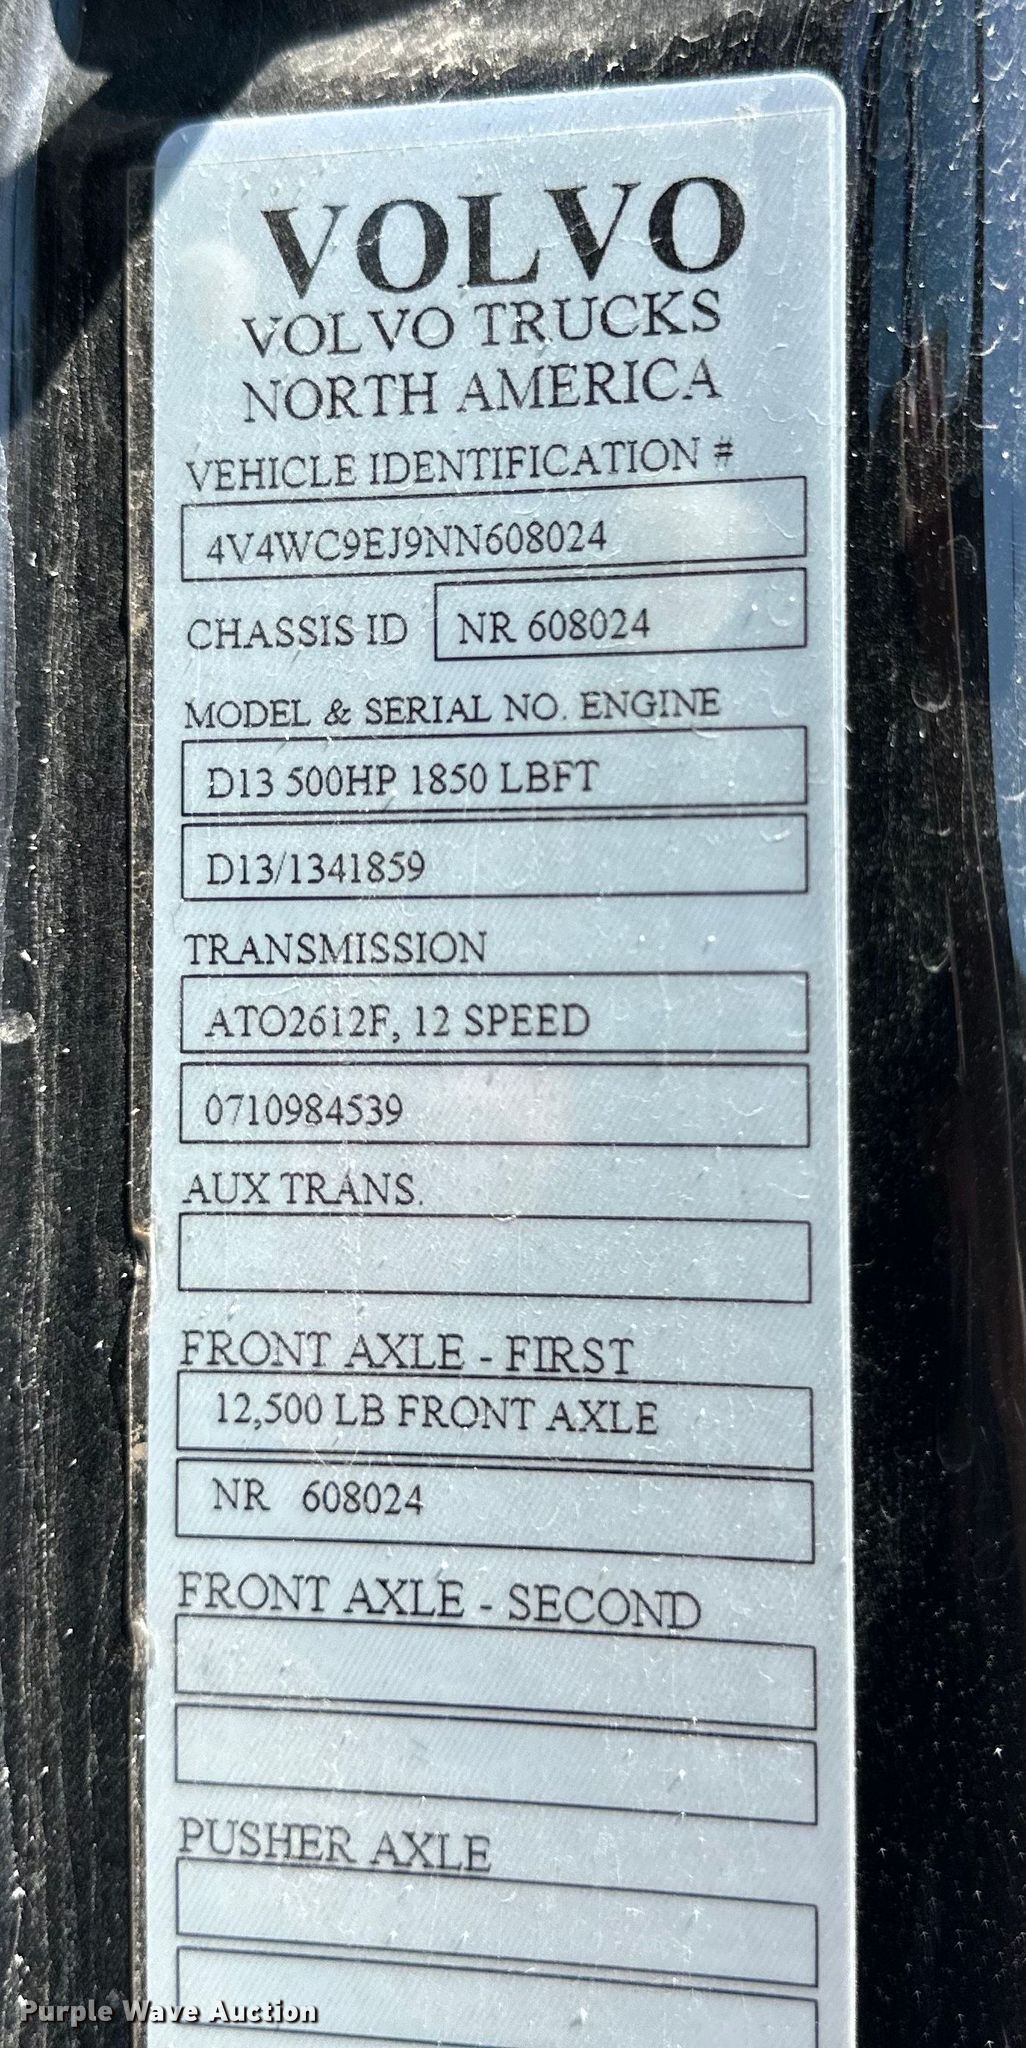 VOLVO
VOLVO TRUCKS
NORTH AMERICA
VEHICLE IDENTIFICATION #
4V4WC9EJ9NN608024
CHASSIS ID NR 608024
MODEL & SERIAL NO. ENGINE
D13 500HP 1850 LBFT
D13/1341859
TRANSMISSION
ATO2612F, 12 SPEED
0710984539
AUX TRANS.
FRONT AXLE - FIRST
12,500 LB FRONT AXLE
NR 608024
FRONT AXLE - SECOND
PUSHER AXLE
Purple Wave Auction